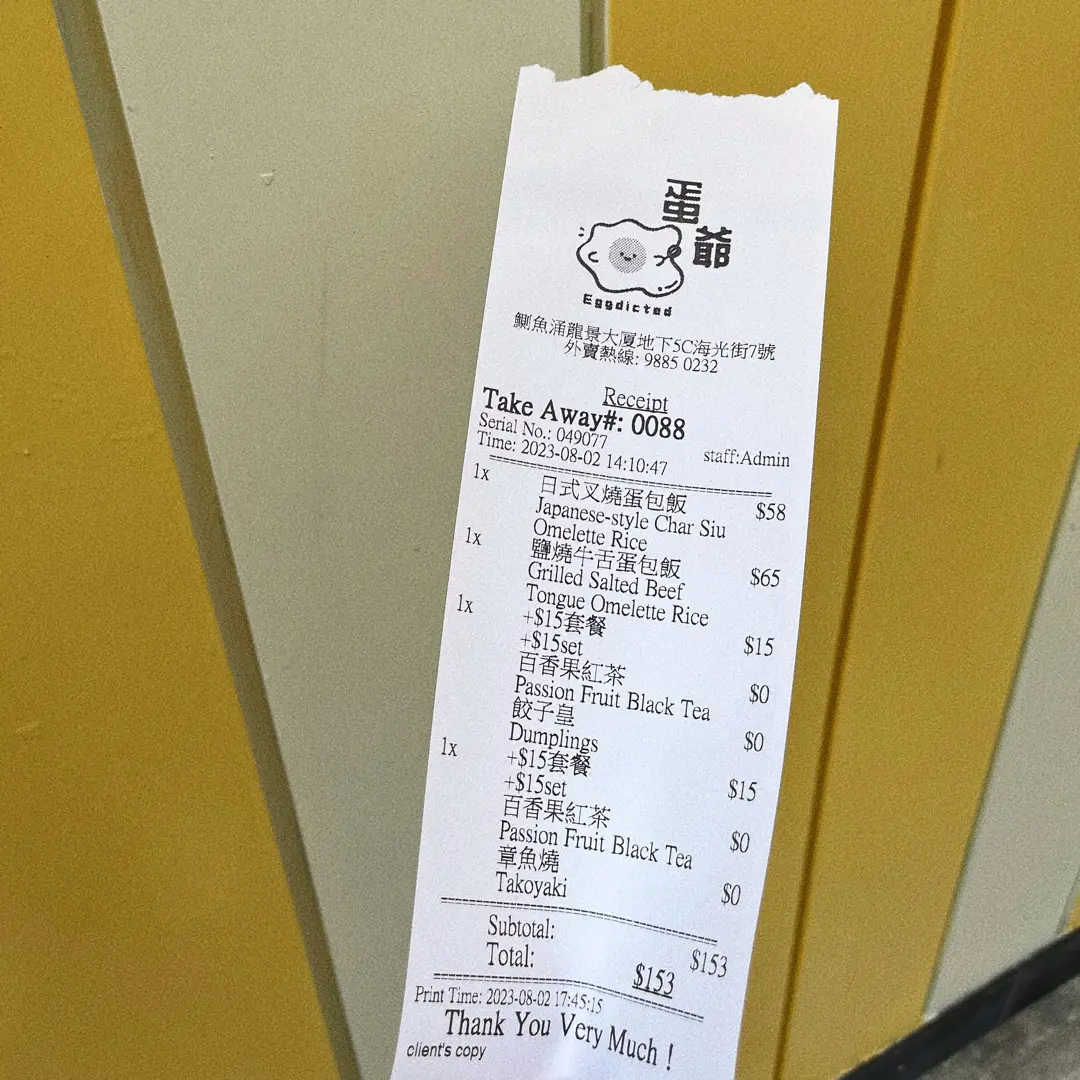 蛋
爺
Eggdicted
鰂魚涌龍景大廈地下5C海光街7號
外賣熱線: 9885 0232
Receipt
Take Away#: 0088
Serial No.: 049077
staff:Admin
Time: 2023-08-02 14:10:47
1x 日式叉燒蛋包飯 $58
Japanese-style Char Siu
Omelette Rice
1x 鹽燒牛舌蛋包飯 $65
Grilled Salted Beef
Tongue Omelette Rice
1x +$15套餐 $15
+$15set
百香果紅茶 $0
Passion Fruit Black Tea
餃子皇 $0
Dumplings
1x +$15套餐 $15
+$15set
百香果紅茶 $0
Passion Fruit Black Tea
章魚燒 $0
Takoyaki
Subtotal: $153
Total: $153
Print Time: 2023-08-02 17:45:15
Thank You Very Much !
client's copy